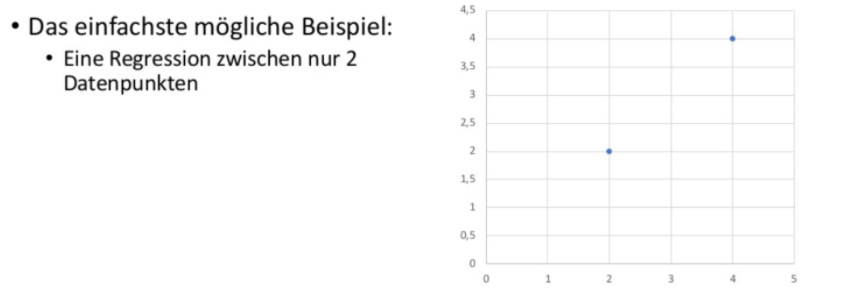 • Das einfachste mögliche Beispiel:
• Eine Regression zwischen nur 2
Datenpunkten
4,5
4
3,5
3
2,5
2
1,5
1
0,5
0
0 1 2 3 4 5